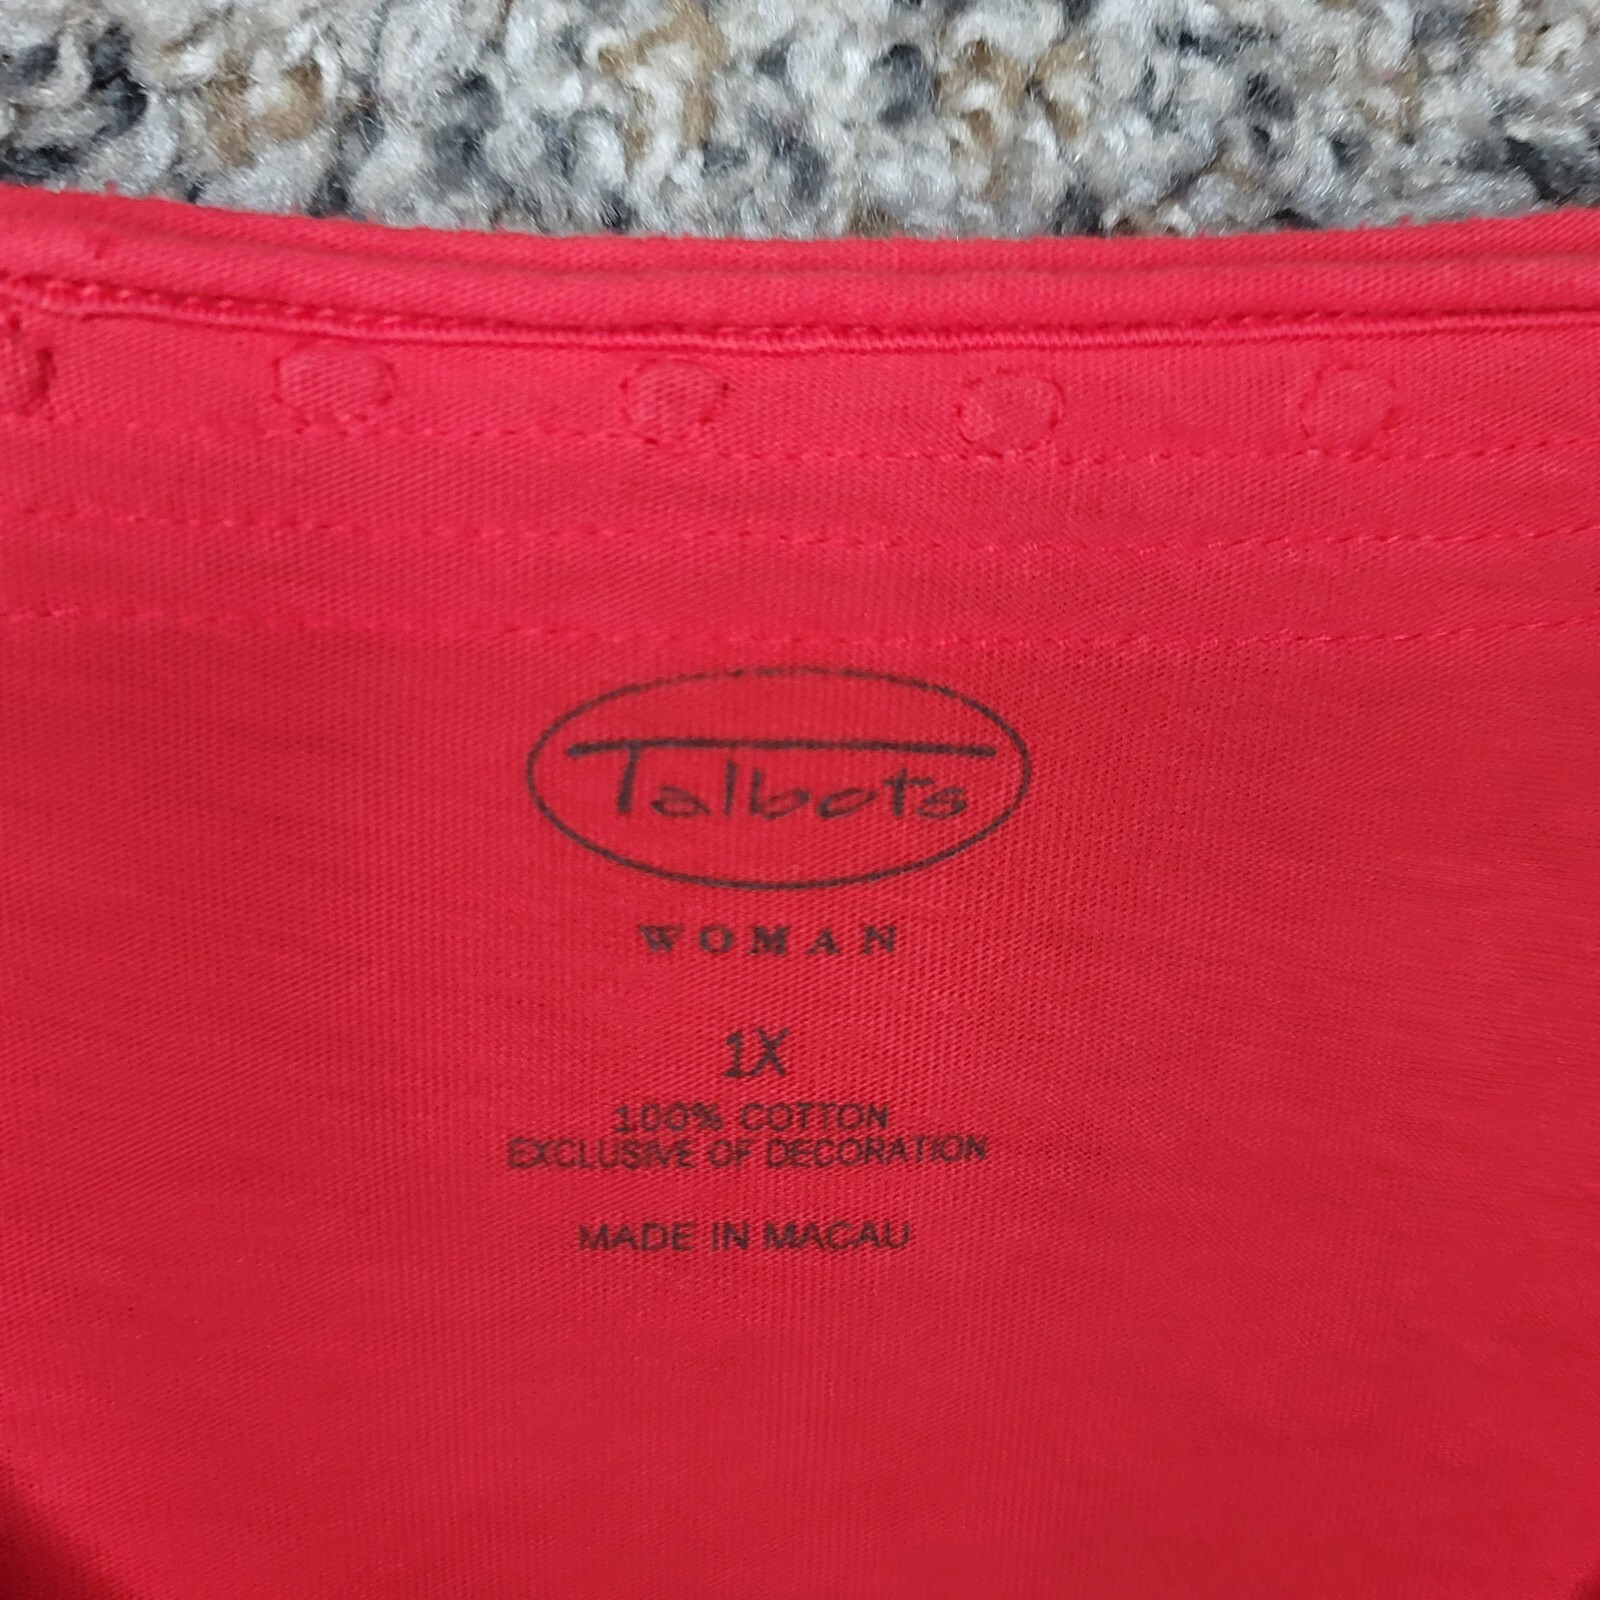 Talbots
WOMAN
1X
100% COTTON
EXCLUSIVE OF DECORATION
MADE IN MACAU